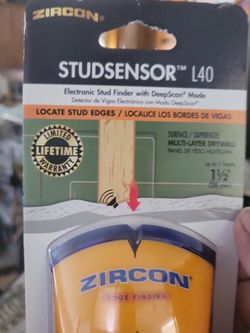 ZIRCON
STUDSENSOR™ L40
Electronic Stud Finder with DeepScan® Mode
Detector de Vigas Electrónico con Modo DeepScan®
LOCATE STUD EDGES / LOCALICE LOS BORDES DE VIGAS
LIMITED
LIFETIME
WARRANTY
SURFACE / SUPERFICIE:
MULTI-LAYER DRYWALL
PANEL DE YESO MULTICAPA
1½"
ZIRCON
EDGE FINDING